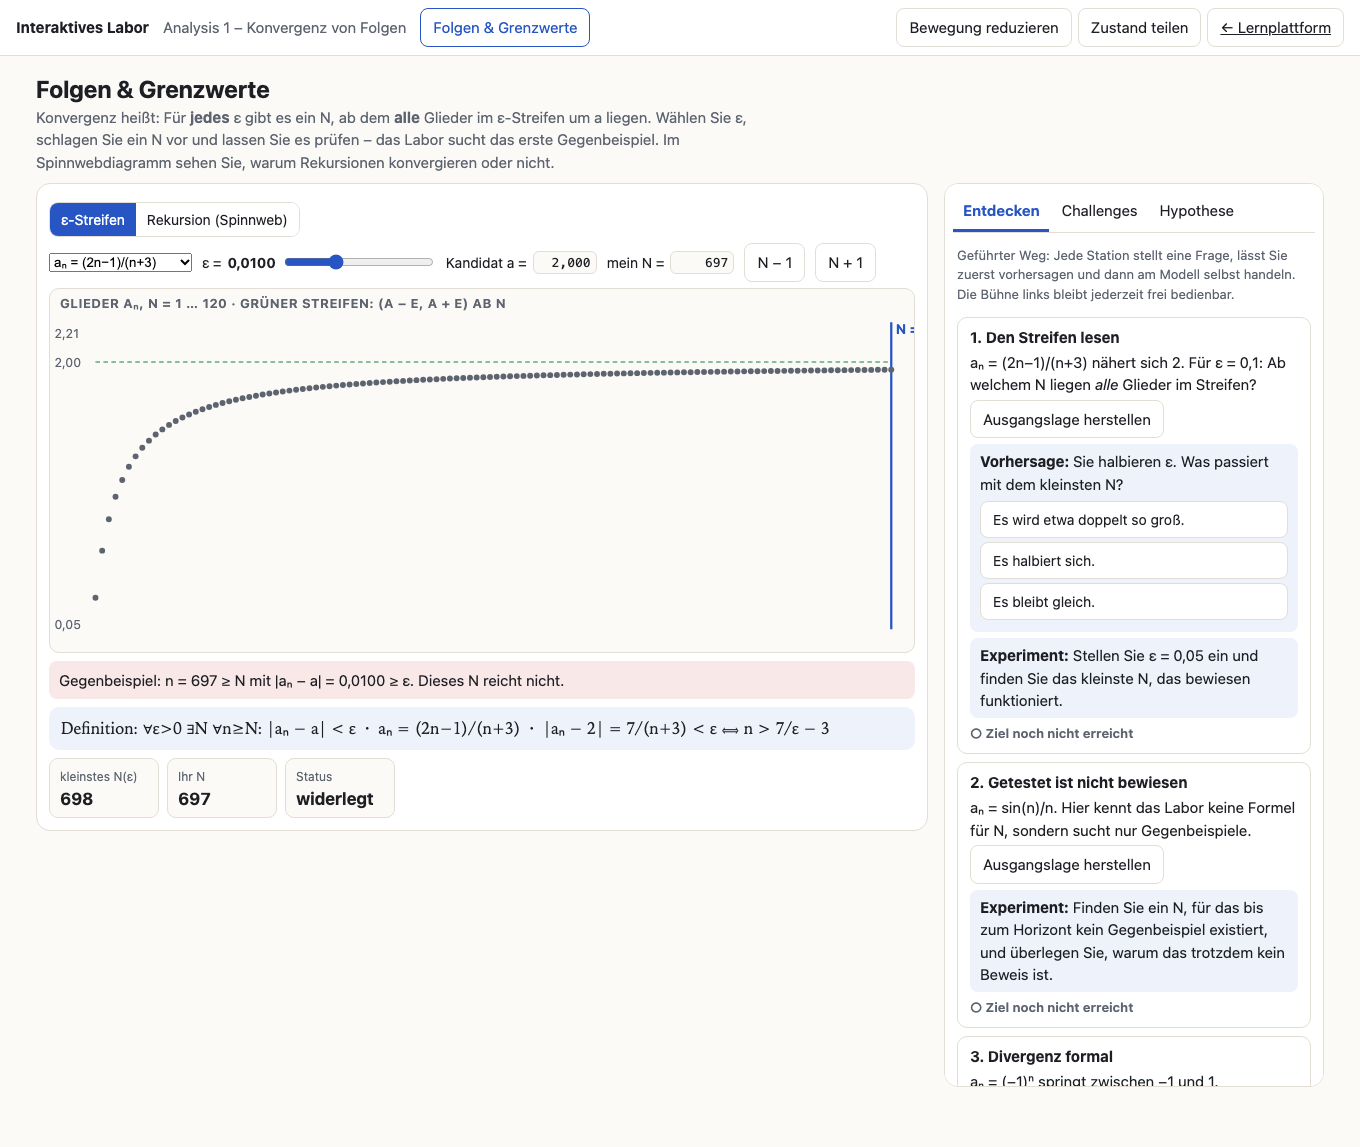 Interaktives Labor Analysis 1 – Konvergenz von Folgen Folgen & Grenzwerte Bewegung reduzieren Zustand teilen ← Lernplattform
Folgen & Grenzwerte
Konvergenz heißt: Für jedes ε gibt es ein N, ab dem alle Glieder im ε-Streifen um a liegen. Wählen Sie ε,
schlagen Sie ein N vor und lassen Sie es prüfen – das Labor sucht das erste Gegenbeispiel. Im
Spinnwebdiagramm sehen Sie, warum Rekursionen konvergieren oder nicht.
ε-Streifen Rekursion (Spinnweb)
aₙ = (2n−1)/(n+3) ε = 0,0100 Kandidat a = 2,000 mein N = 697 N − 1 N + 1
GLIEDER Aₙ, N = 1 … 120 · GRÜNER STREIFEN: (A − Ε, A + Ε) AB N
2,21
N =
2,00
0,05
Gegenbeispiel: n = 697 ≥ N mit |aₙ − a| = 0,0100 ≥ ε. Dieses N reicht nicht.
Definition: ∀ε>0 ∃N ∀n≥N: |aₙ − a| < ε · aₙ = (2n−1)/(n+3) · |aₙ − 2| = 7/(n+3) < ε ⟺ n > 7/ε − 3
kleinstes N(ε) Ihr N Status
698 697 widerlegt
Entdecken Challenges Hypothese
Geführter Weg: Jede Station stellt eine Frage, lässt Sie
zuerst vorhersagen und dann am Modell selbst handeln.
Die Bühne links bleibt jederzeit frei bedienbar.
1. Den Streifen lesen
aₙ = (2n−1)/(n+3) nähert sich 2. Für ε = 0,1: Ab
welchem N liegen alle Glieder im Streifen?
Ausgangslage herstellen
Vorhersage: Sie halbieren ε. Was passiert
mit dem kleinsten N?
Es wird etwa doppelt so groß.
Es halbiert sich.
Es bleibt gleich.
Experiment: Stellen Sie ε = 0,05 ein und
finden Sie das kleinste N, das bewiesen
funktioniert.
○ Ziel noch nicht erreicht
2. Getestet ist nicht bewiesen
aₙ = sin(n)/n. Hier kennt das Labor keine Formel
für N, sondern sucht nur Gegenbeispiele.
Ausgangslage herstellen
Experiment: Finden Sie ein N, für das bis
zum Horizont kein Gegenbeispiel existiert,
und überlegen Sie, warum das trotzdem kein
Beweis ist.
○ Ziel noch nicht erreicht
3. Divergenz formal
aₙ = (−1)ⁿ springt zwischen −1 und 1.